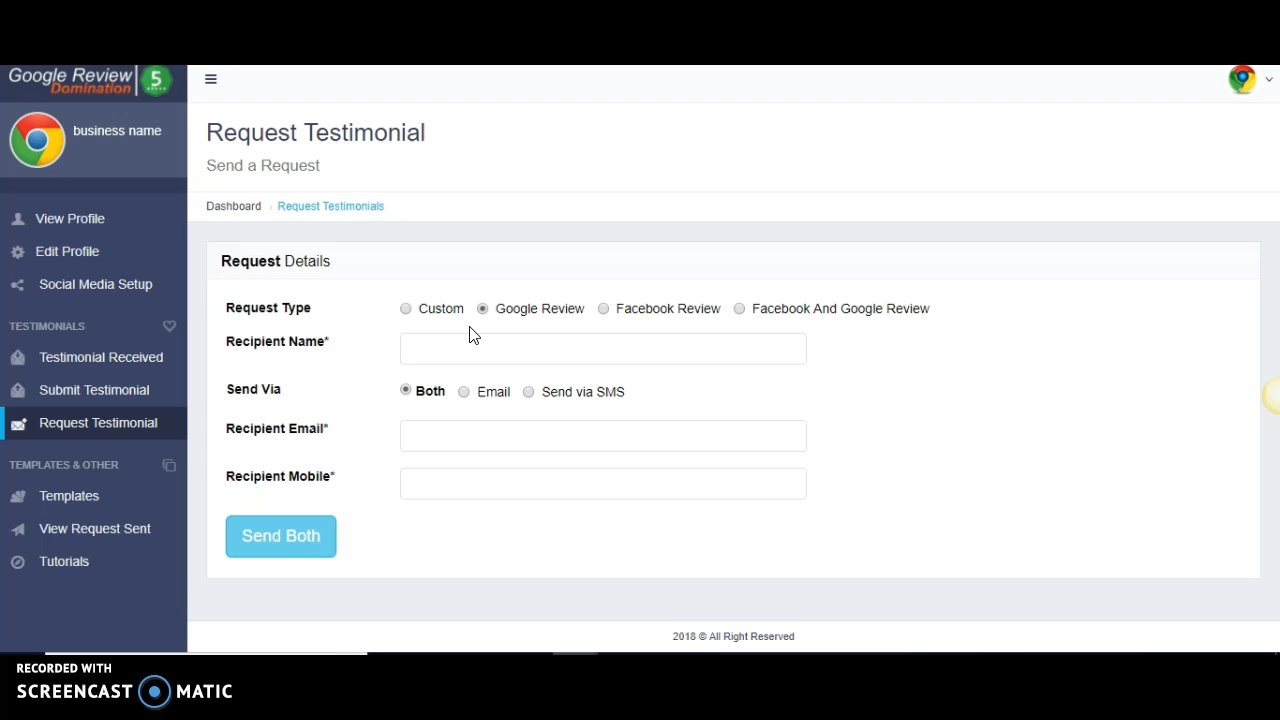 Google Review
Domination
5
business name
View Profile
Edit Profile
Social Media Setup
TESTIMONIALS
Testimonial Received
Submit Testimonial
Request Testimonial
TEMPLATES & OTHER
Templates
View Request Sent
Tutorials
Request Testimonial
Send a Request
Dashboard › Request Testimonials
Request Details
Request Type Custom Google Review Facebook Review Facebook And Google Review
Recipient Name*
Send Via Both Email Send via SMS
Recipient Email*
Recipient Mobile*
Send Both
2018 © All Right Reserved
RECORDED WITH
SCREENCAST MATIC